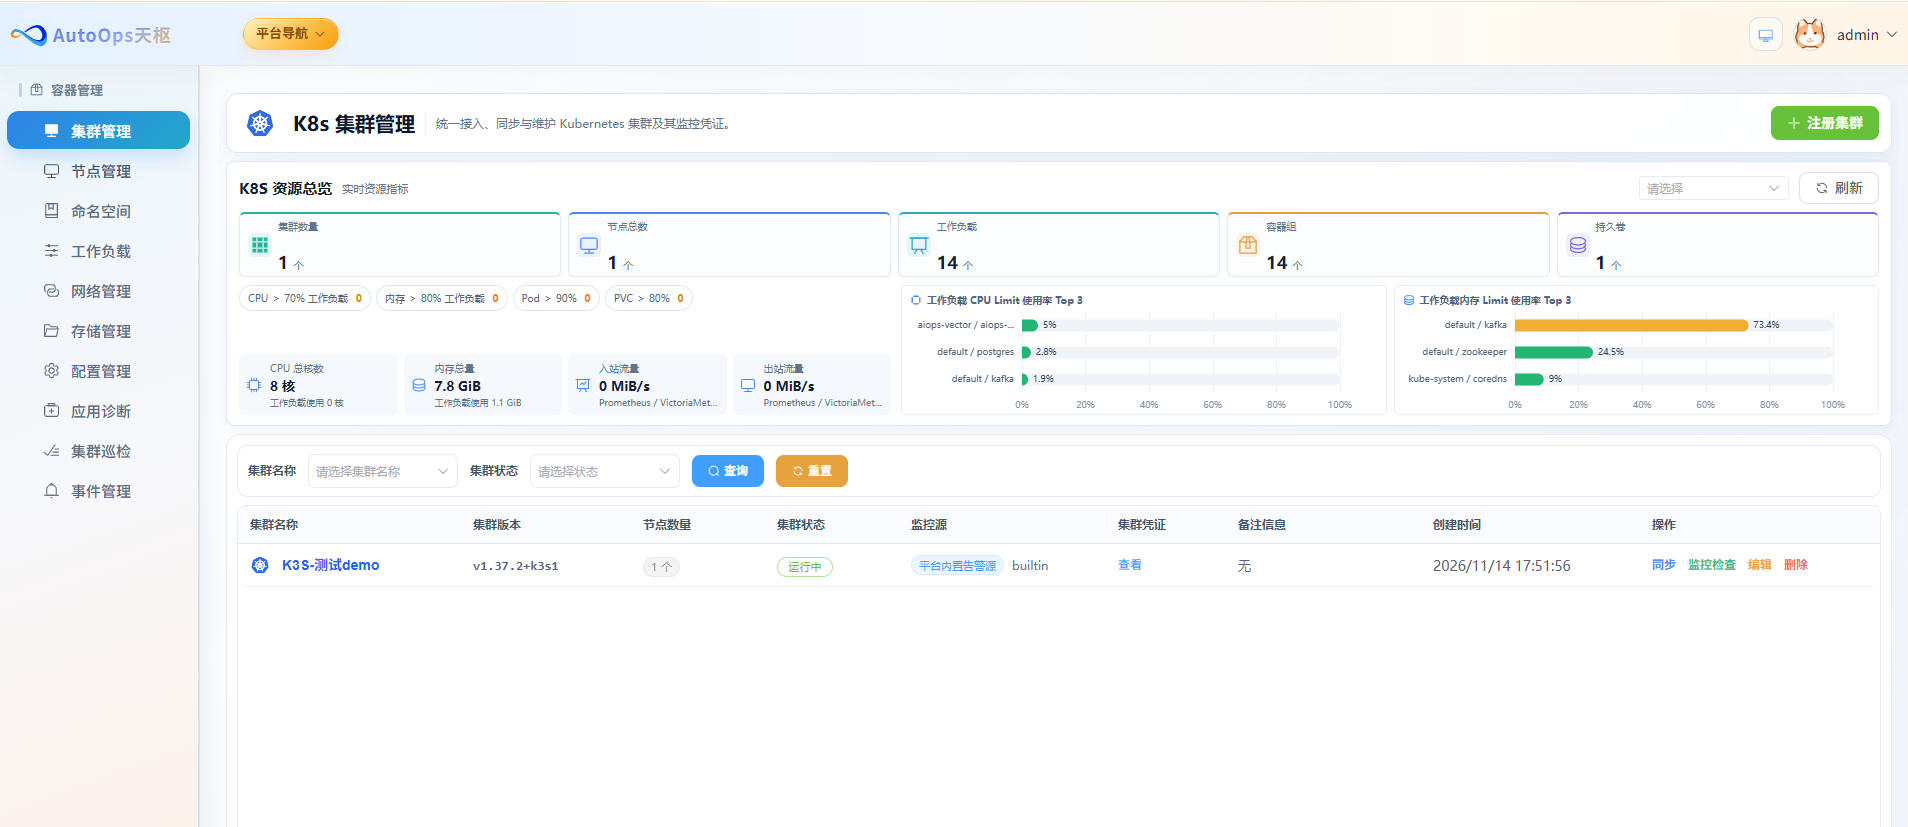 AutoOps天枢
平台导航
admin
容器管理
集群管理
节点管理
命名空间
工作负载
网络管理
存储管理
配置管理
应用诊断
集群巡检
事件管理
K8s 集群管理 统一接入、同步与维护 Kubernetes 集群及其监控凭证。
注册集群
K8S 资源总览 实时资源指标
请选择
刷新
集群数量
1 个
节点总数
1 个
工作负载
14 个
容器组
14 个
持久卷
1 个
CPU > 70% 工作负载 0
内存 > 80% 工作负载 0
Pod > 90% 0
PVC > 80% 0
CPU 总核数
8 核
工作负载使用 0 核
内存总量
7.8 GiB
工作负载使用 1.1 GiB
入站流量
0 MiB/s
Prometheus / VictoriaMet...
出站流量
0 MiB/s
Prometheus / VictoriaMet...
工作负载 CPU Limit 使用率 Top 3
aiops-vector / aiops-... 5%
default / postgres 2.8%
default / kafka 1.9%
0% 20% 40% 60% 80% 100%
工作负载内存 Limit 使用率 Top 3
default / kafka 73.4%
default / zookeeper 24.5%
kube-system / coredns 9%
0% 20% 40% 60% 80% 100%
集群名称 请选择集群名称 集群状态 请选择状态 查询 重置
集群名称 集群版本 节点数量 集群状态 监控源 集群凭证 备注信息 创建时间 操作
K3S-测试demo v1.37.2+k3s1 1 个 运行中 平台内置告警源 builtin 查看 无 2026/11/14 17:51:56 同步 监控检查 编辑 删除